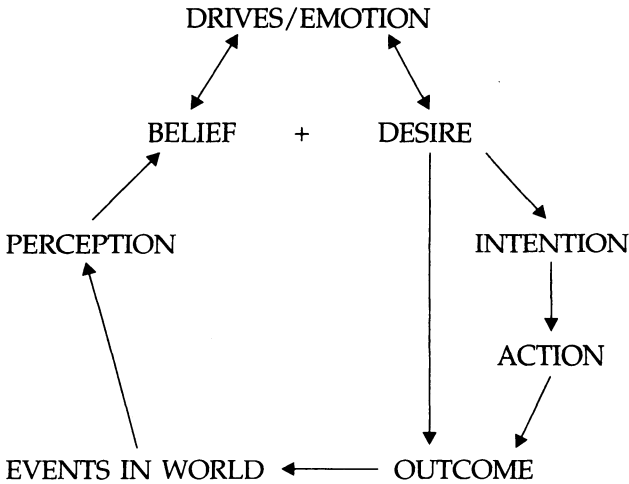 DRIVES/EMOTION
BELIEF + DESIRE
PERCEPTION INTENTION
ACTION
EVENTS IN WORLD OUTCOME